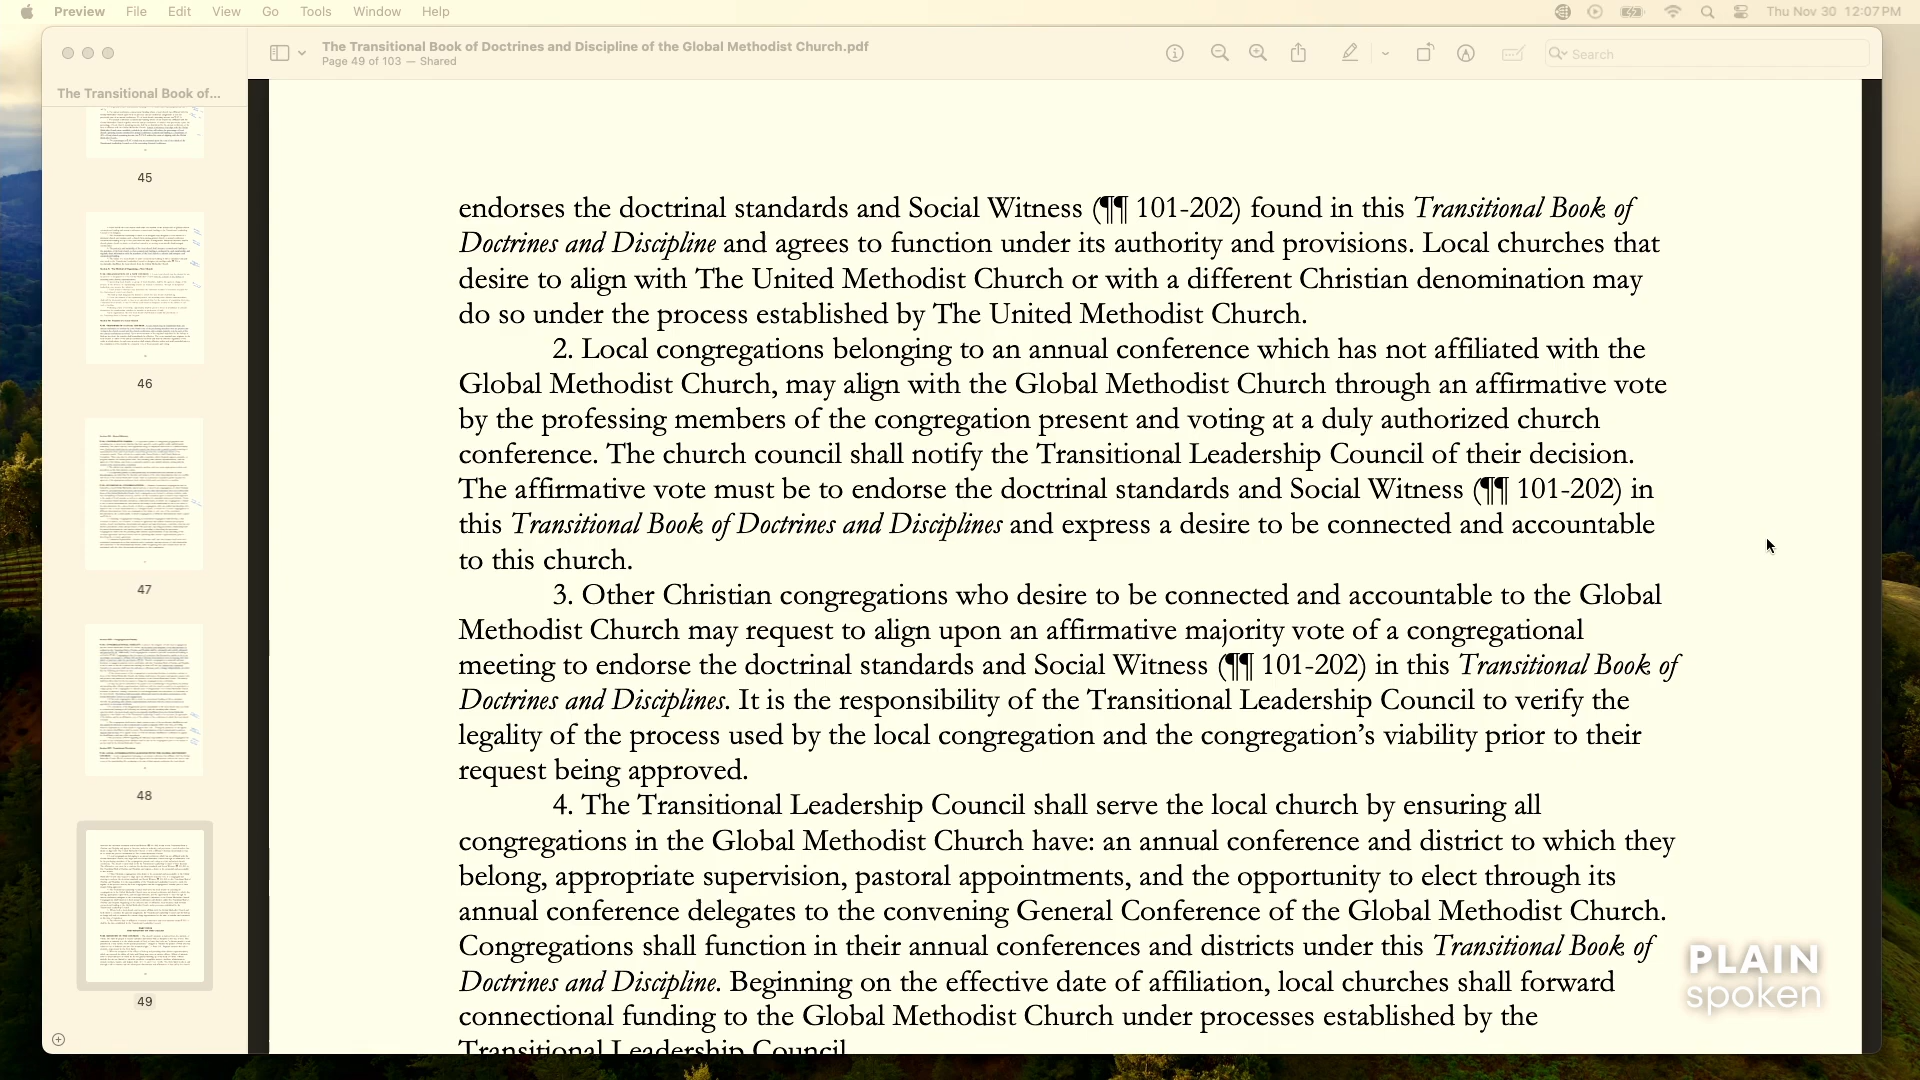 Preview File Edit View Go Tools Window Help Thu Nov 30 12:07 PM
The Transitional Book of Doctrines and Discipline of the Global Methodist Church.pdf
Page 49 of 103 — Shared
Search
The Transitional Book of...
45
46
47
48
49
endorses the doctrinal standards and Social Witness (¶¶ 101-202) found in this Transitional Book of
Doctrines and Discipline and agrees to function under its authority and provisions. Local churches that
desire to align with The United Methodist Church or with a different Christian denomination may
do so under the process established by The United Methodist Church.
2. Local congregations belonging to an annual conference which has not affiliated with the
Global Methodist Church, may align with the Global Methodist Church through an affirmative vote
by the professing members of the congregation present and voting at a duly authorized church
conference. The church council shall notify the Transitional Leadership Council of their decision.
The affirmative vote must be to endorse the doctrinal standards and Social Witness (¶¶ 101-202) in
this Transitional Book of Doctrines and Disciplines and express a desire to be connected and accountable
to this church.
3. Other Christian congregations who desire to be connected and accountable to the Global
Methodist Church may request to align upon an affirmative majority vote of a congregational
meeting to endorse the doctrinal standards and Social Witness (¶¶ 101-202) in this Transitional Book of
Doctrines and Disciplines. It is the responsibility of the Transitional Leadership Council to verify the
legality of the process used by the local congregation and the congregation’s viability prior to their
request being approved.
4. The Transitional Leadership Council shall serve the local church by ensuring all
congregations in the Global Methodist Church have: an annual conference and district to which they
belong, appropriate supervision, pastoral appointments, and the opportunity to elect through its
annual conference delegates to the convening General Conference of the Global Methodist Church.
Congregations shall function in their annual conferences and districts under this Transitional Book of
Doctrines and Discipline. Beginning on the effective date of affiliation, local churches shall forward
connectional funding to the Global Methodist Church under processes established by the
Transitional Leadership Council.
PLAIN
spoken